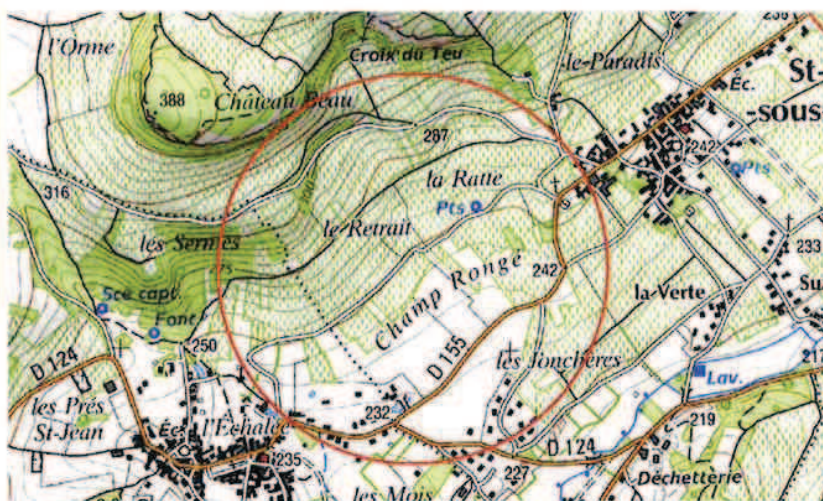 l'Orme
Croix du Teu
le Paradis
Éc.
St-
-sous-
388
Château Beau
287
242
Pts
316
la Ratte
Pts
le Retrait
les Sermes
233
Su
Sce capt.
Font.
Champ Rongé
242
la Verte
D 124
250
D 155
les Joncheres
217
Lav.
les Prés
St-Jean
Éc.
l'Échalée
232
219
235
D 124
227
Déchetterie
les Mois